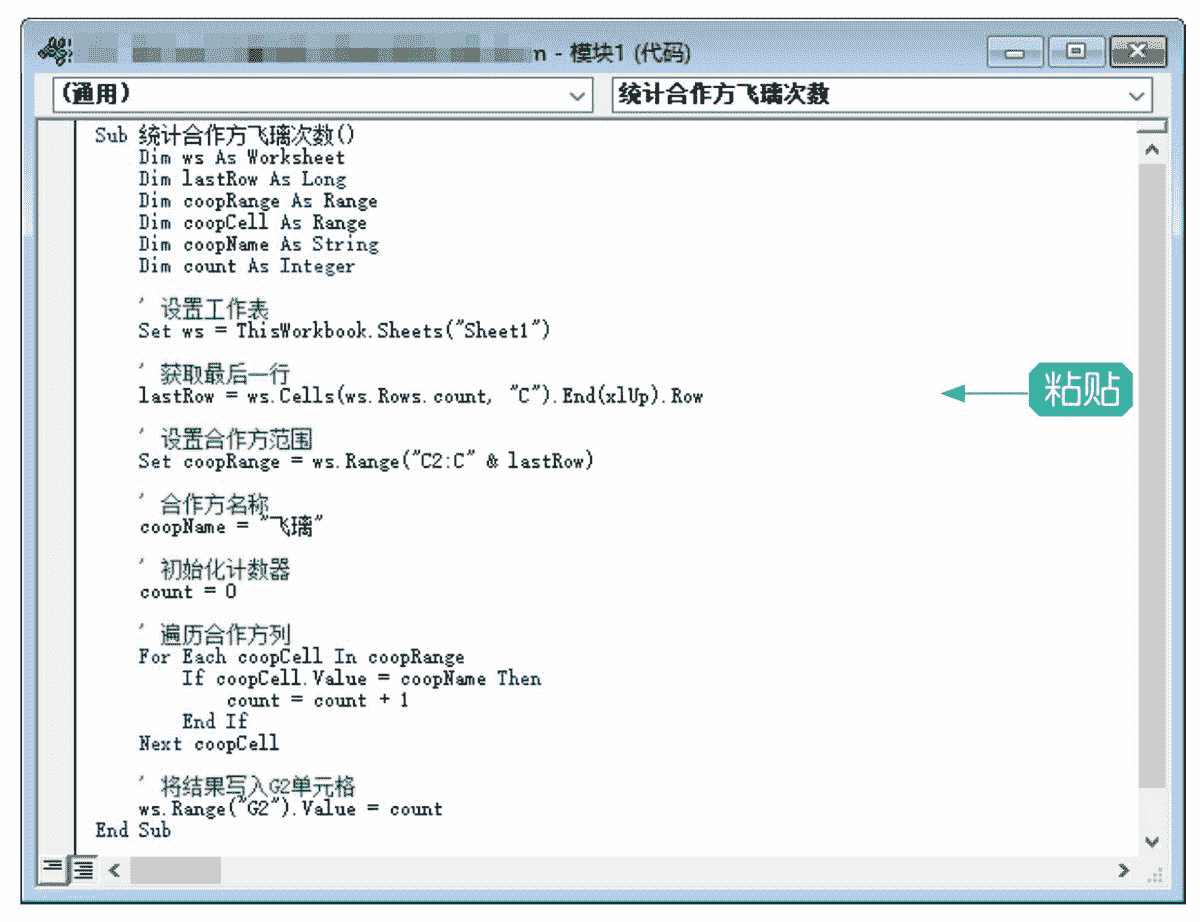 n - 模块1 (代码)
(通用)
统计合作方飞璃次数
Sub 统计合作方飞璃次数()
Dim ws As Worksheet
Dim lastRow As Long
Dim coopRange As Range
Dim coopCell As Range
Dim coopName As String
Dim count As Integer
' 设置工作表
Set ws = ThisWorkbook.Sheets("Sheet1")
' 获取最后一行
lastRow = ws.Cells(ws.Rows.count, "C").End(xlUp).Row
粘贴
' 设置合作方范围
Set coopRange = ws.Range("C2:C" & lastRow)
' 合作方名称
coopName = "飞璃"
' 初始化计数器
count = 0
' 遍历合作方列
For Each coopCell In coopRange
If coopCell.Value = coopName Then
count = count + 1
End If
Next coopCell
' 将结果写入G2单元格
ws.Range("G2").Value = count
End Sub